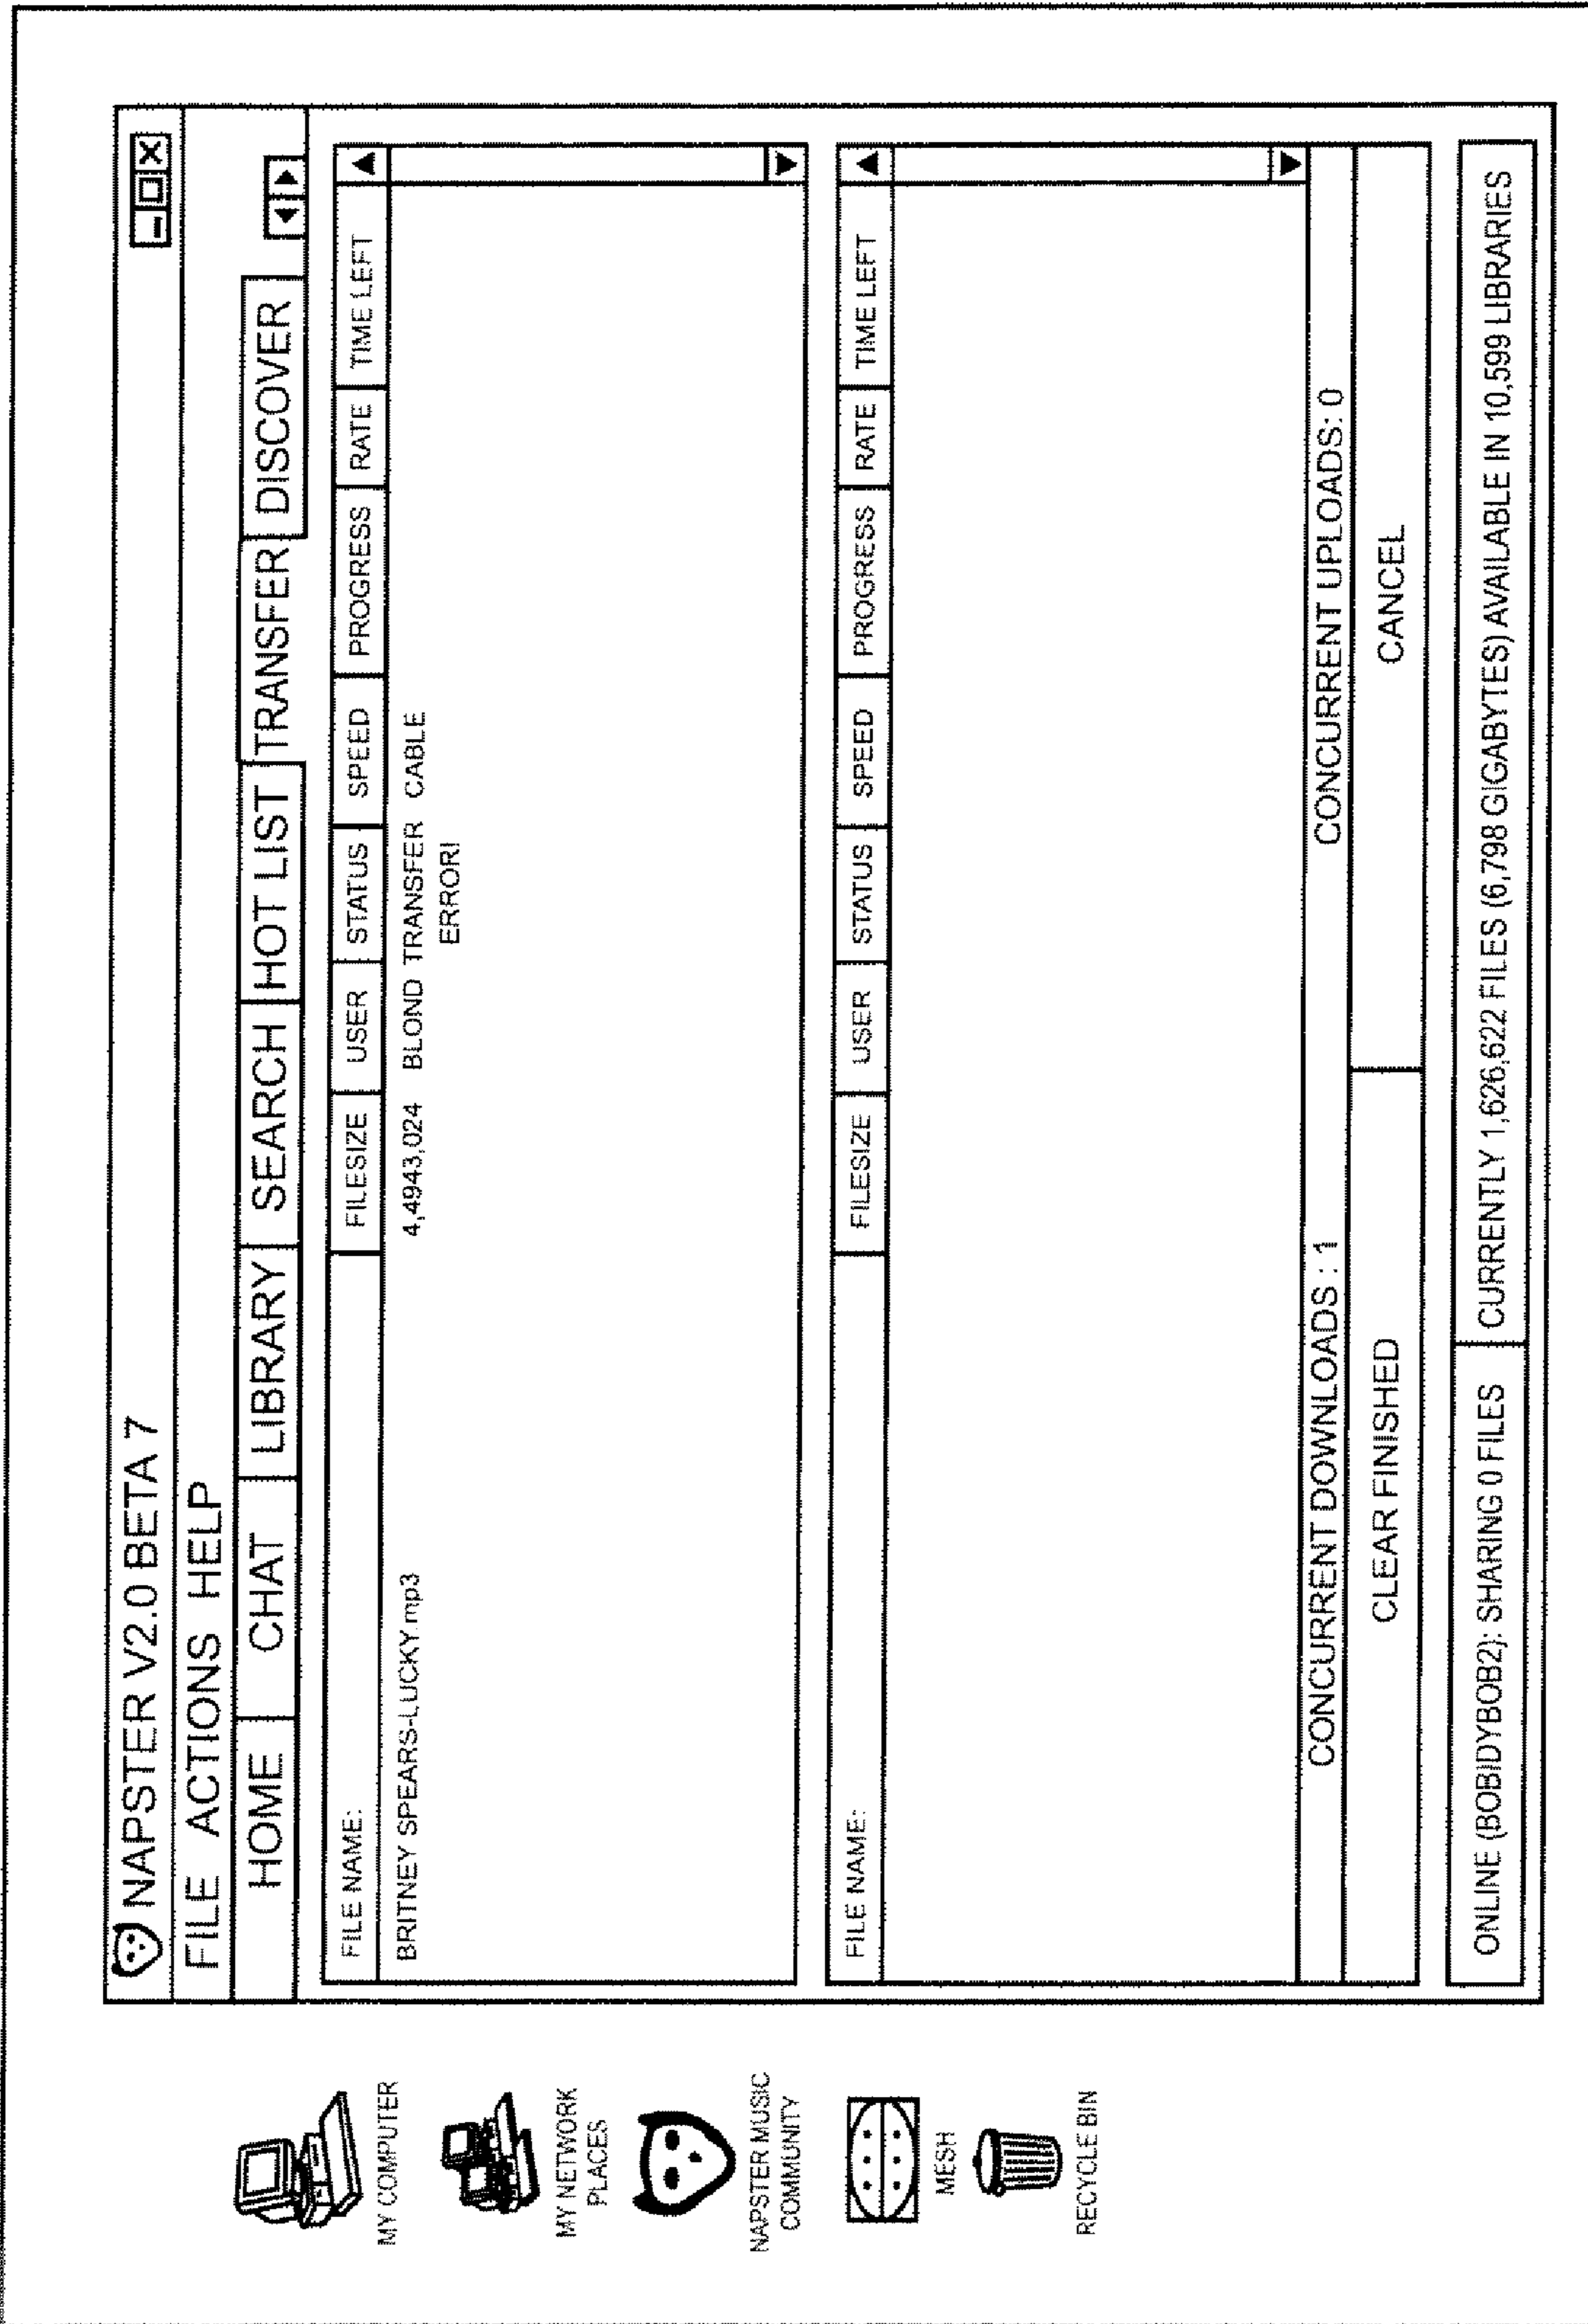 NAPSTER V2.0 BETA 7
FILE ACTIONS HELP
HOME CHAT LIBRARY SEARCH HOT LIST TRANSFER DISCOVER
FILE NAME: FILESIZE USER STATUS SPEED PROGRESS RATE TIME LEFT
BRITNEY SPEARS-LUCKY.mp3 4,4943,024 BLOND TRANSFER CABLE
ERROR!
FILE NAME: FILESIZE USER STATUS SPEED PROGRESS RATE TIME LEFT
CONCURRENT DOWNLOADS : 1 CONCURRENT UPLOADS: 0
CLEAR FINISHED CANCEL
ONLINE (BOBIDYBOB2): SHARING 0 FILES CURRENTLY 1,626,622 FILES (6,798 GIGABYTES) AVAILABLE IN 10,599 LIBRARIES
MY COMPUTER
MY NETWORK
PLACES
NAPSTER MUSIC
COMMUNITY
MESH
RECYCLE BIN